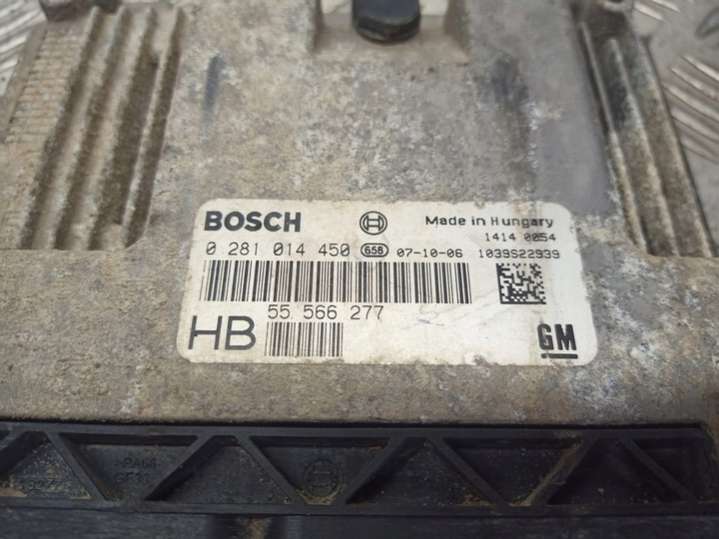 BOSCH
Made in Hungary
1414 0054
0 281 014 450 658 07-10-06 1039S22939
55 566 277
HB
GM